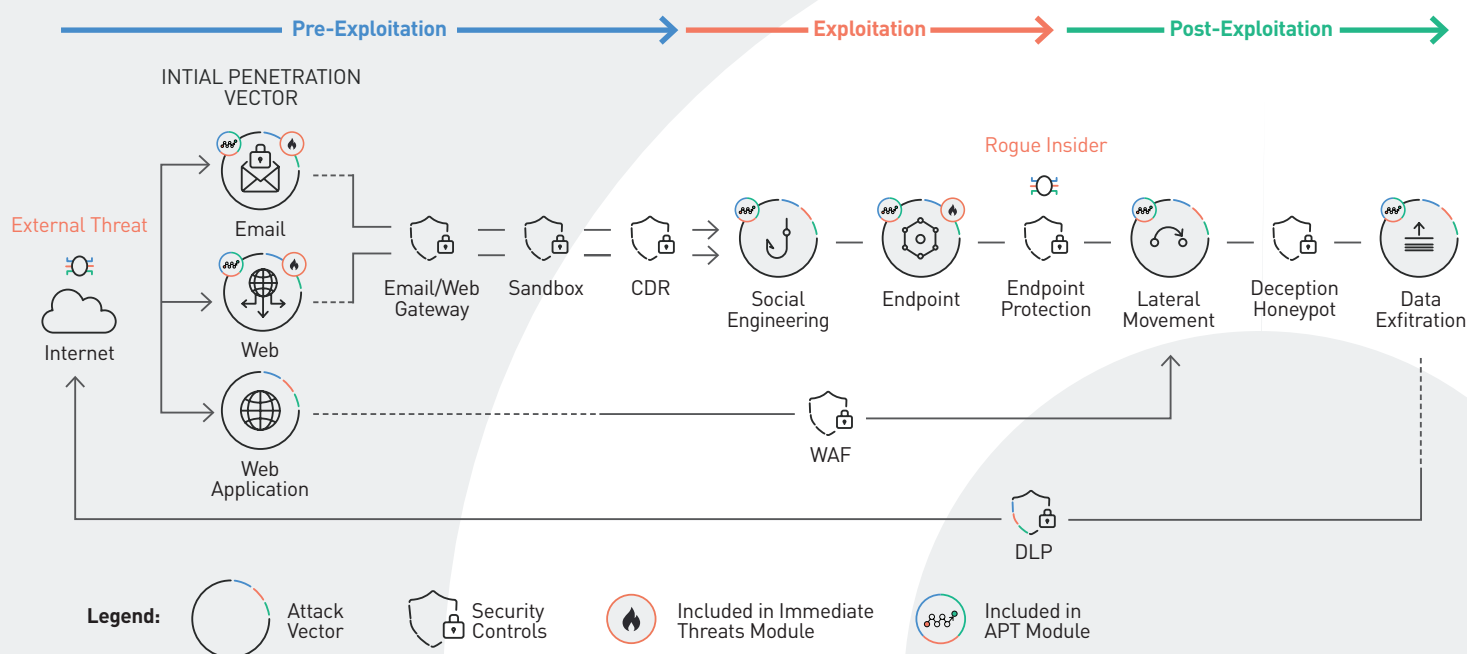 Pre-Exploitation
Exploitation
Post-Exploitation
INTIAL PENETRATION
VECTOR
Rogue Insider
External Threat
Email
Internet
Web
Web
Application
Email/Web
Gateway
Sandbox
CDR
Social
Engineering
Endpoint
Endpoint
Protection
Lateral
Movement
Deception
Honeypot
Data
Exfitration
WAF
DLP
Legend:
Attack
Vector
Security
Controls
Included in Immediate
Threats Module
Included in
APT Module